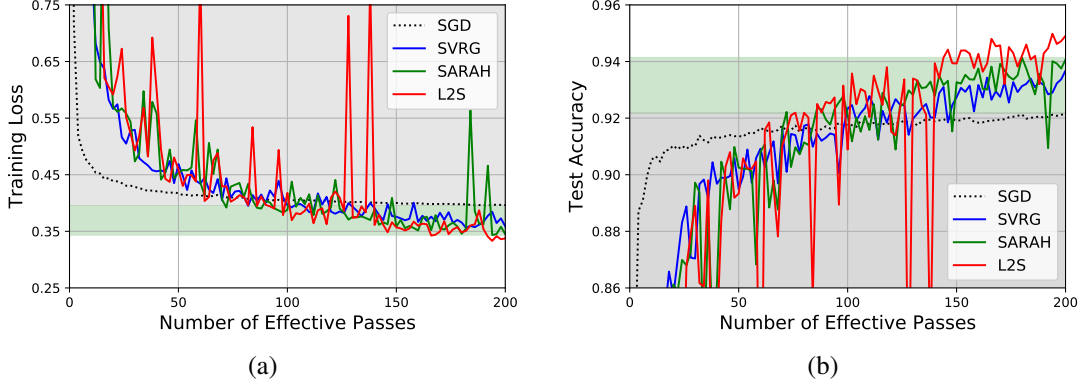 0.75
0.65
0.55
0.45
0.35
0.25
Training Loss
0
50
100
150
200
Number of Effective Passes
SGD
SVRG
SARAH
L2S
(a)
0.96
0.94
0.92
0.90
0.88
0.86
Test Accuracy
0
50
100
150
200
Number of Effective Passes
SGD
SVRG
SARAH
L2S
(b)